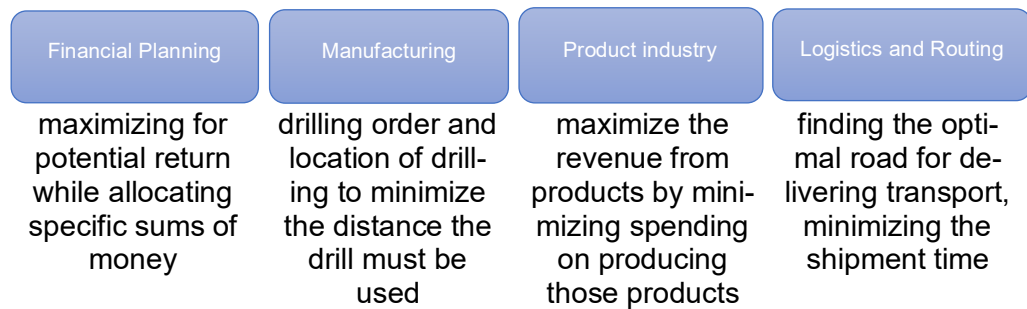 Financial Planning
maximizing for
potential return
while allocating
specific sums of
money
Manufacturing
drilling order and
location of drill-
ing to minimize
the distance the
drill must be
used
Product industry
maximize the
revenue from
products by mini-
mizing spending
on producing
those products
Logistics and Routing
finding the opti-
mal road for de-
livering transport,
minimizing the
shipment time